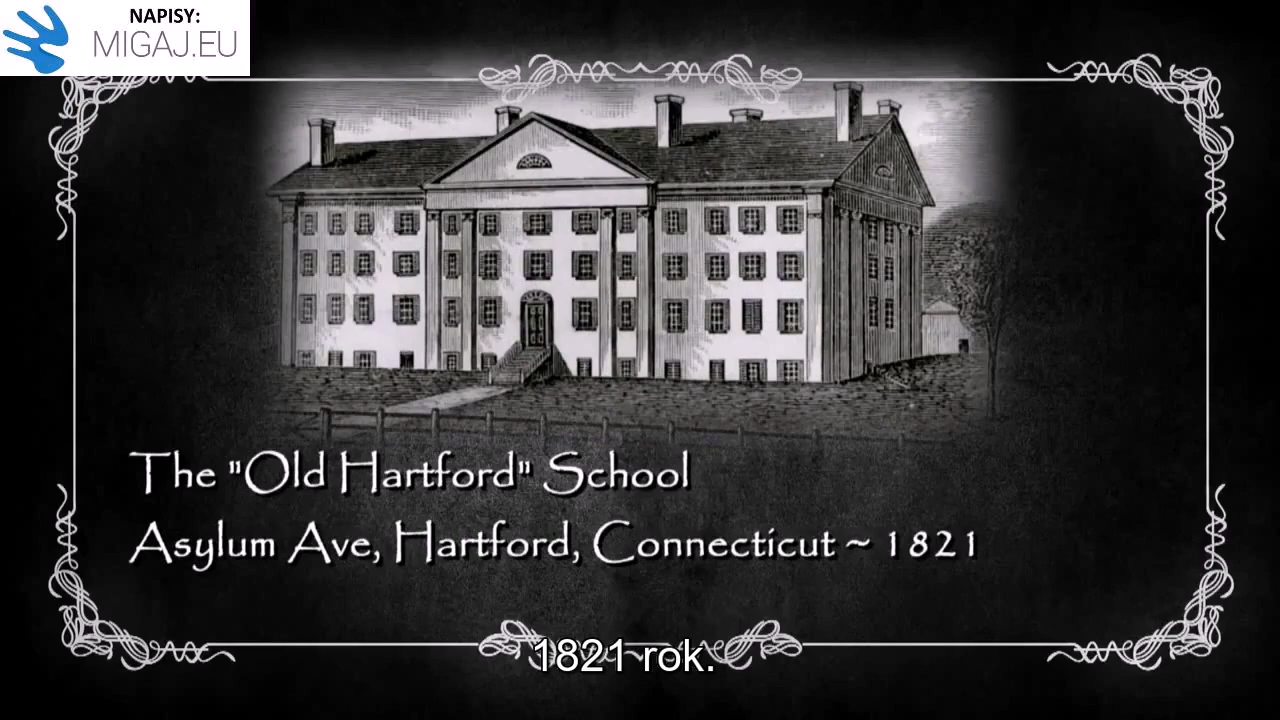 NAPISY:
MIGAJ.EU
The "Old Hartford" School
Asylum Ave, Hartford, Connecticut ~ 1821
1821 rok.